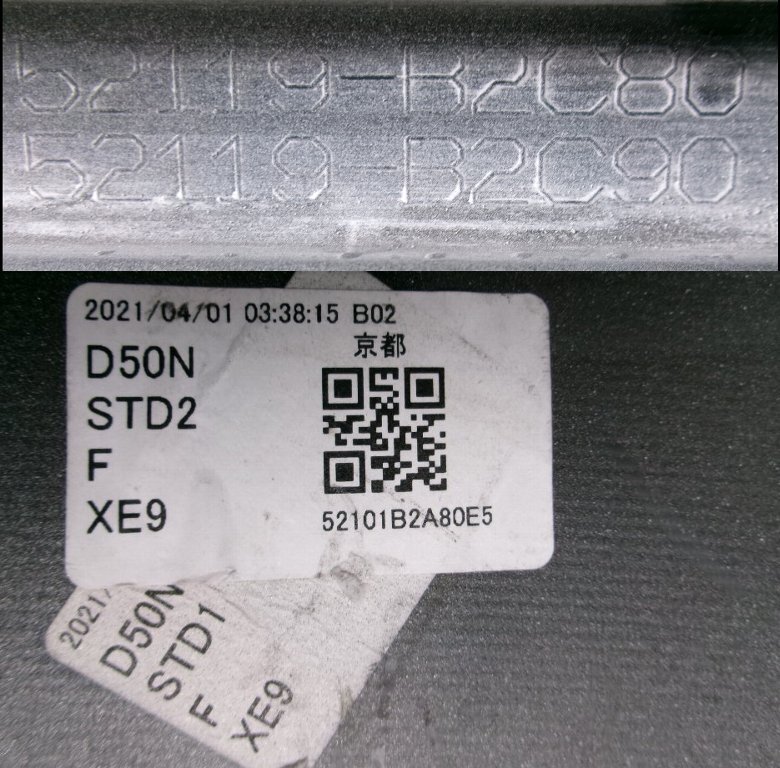 52119-B2C80
52119-B2C90
2021/04/01 03:38:15 B02
京都
D50N
STD2
F
XE9
52101B2A80E5
2021/
D50N
STD1
F
XE9